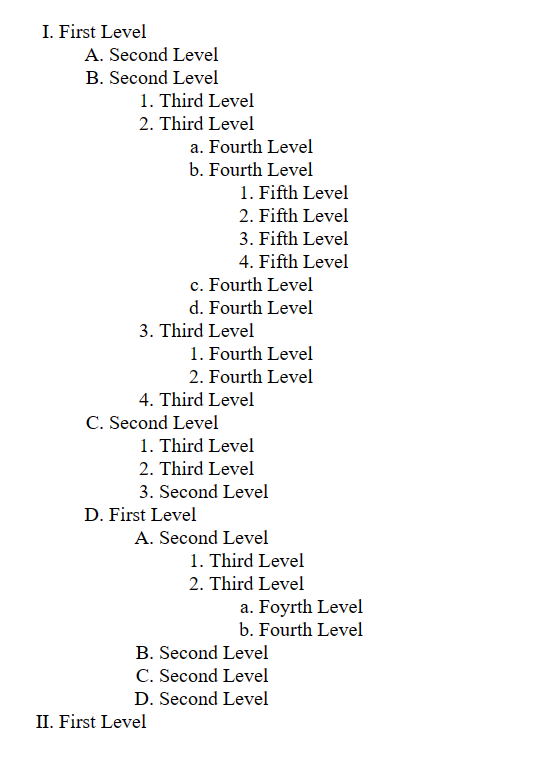 I. First Level
A. Second Level
B. Second Level
1. Third Level
2. Third Level
a. Fourth Level
b. Fourth Level
1. Fifth Level
2. Fifth Level
3. Fifth Level
4. Fifth Level
c. Fourth Level
d. Fourth Level
3. Third Level
1. Fourth Level
2. Fourth Level
4. Third Level
C. Second Level
1. Third Level
2. Third Level
3. Second Level
D. First Level
A. Second Level
1. Third Level
2. Third Level
a. Foyrth Level
b. Fourth Level
B. Second Level
C. Second Level
D. Second Level
II. First Level